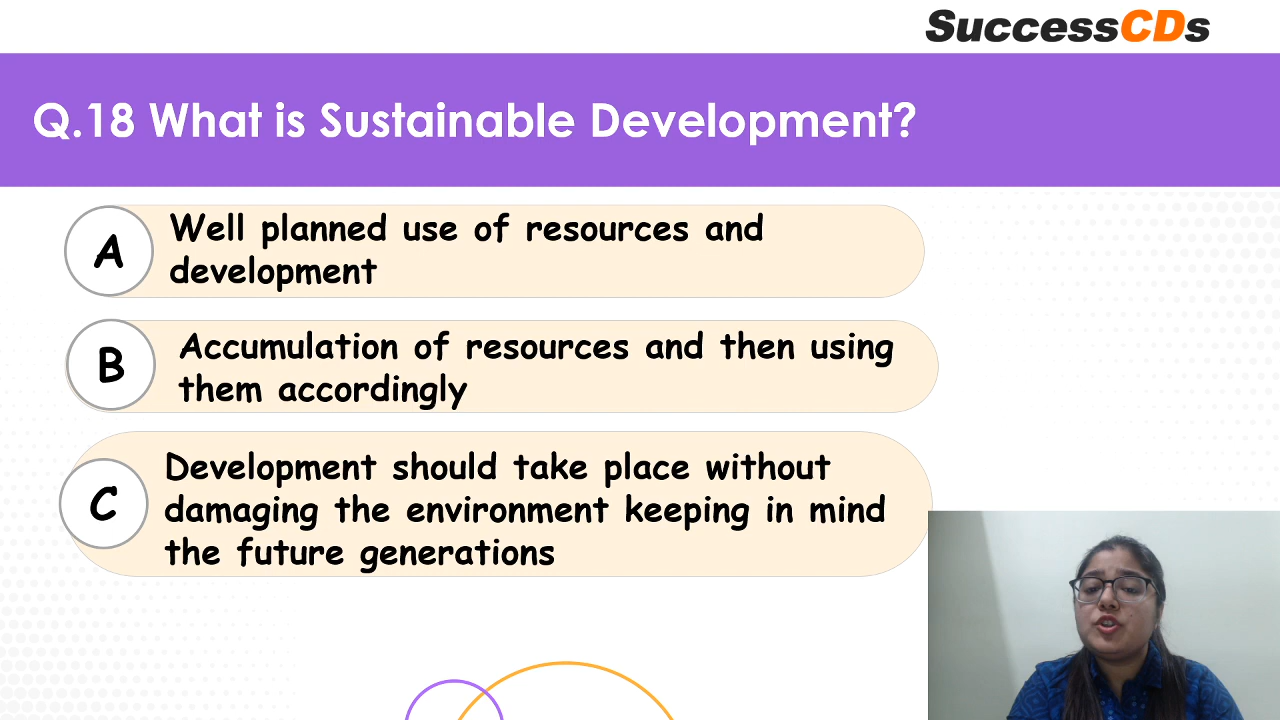 SuccessCDs
Q.18 What is Sustainable Development?
A
Well planned use of resources and
development
B
Accumulation of resources and then using
them accordingly
C
Development should take place without
damaging the environment keeping in mind
the future generations